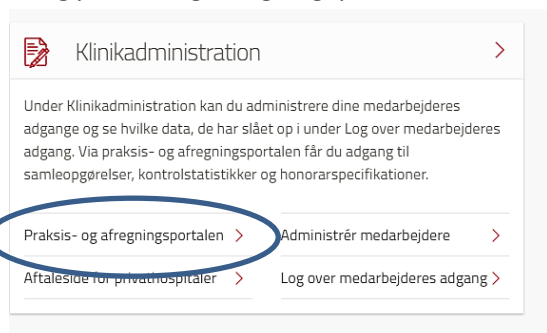 Klinikadministration
Under Klinikadministration kan du administrere dine medarbejderes
adgange og se hvilke data, de har slået op i under Log over medarbejderes
adgang. Via praksis- og afregningsportalen får du adgang til
samleopgørelser, kontrolstatistikker og honorarspecifikationer.
Praksis- og afregningsportalen
Administrér medarbejdere
Aftaleside for privathospitaler
Log over medarbejderes adgang